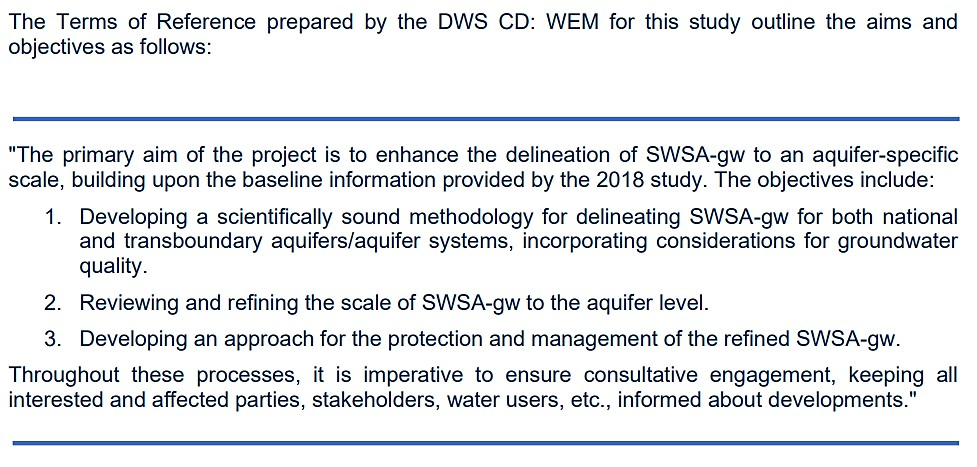 The Terms of Reference prepared by the DWS CD: WEM for this study outline the aims and
objectives as follows:
"The primary aim of the project is to enhance the delineation of SWSA-gw to an aquifer-specific
scale, building upon the baseline information provided by the 2018 study. The objectives include:
1. Developing a scientifically sound methodology for delineating SWSA-gw for both national
and transboundary aquifers/aquifer systems, incorporating considerations for groundwater
quality.
2. Reviewing and refining the scale of SWSA-gw to the aquifer level.
3. Developing an approach for the protection and management of the refined SWSA-gw.
Throughout these processes, it is imperative to ensure consultative engagement, keeping all
interested and affected parties, stakeholders, water users, etc., informed about developments."